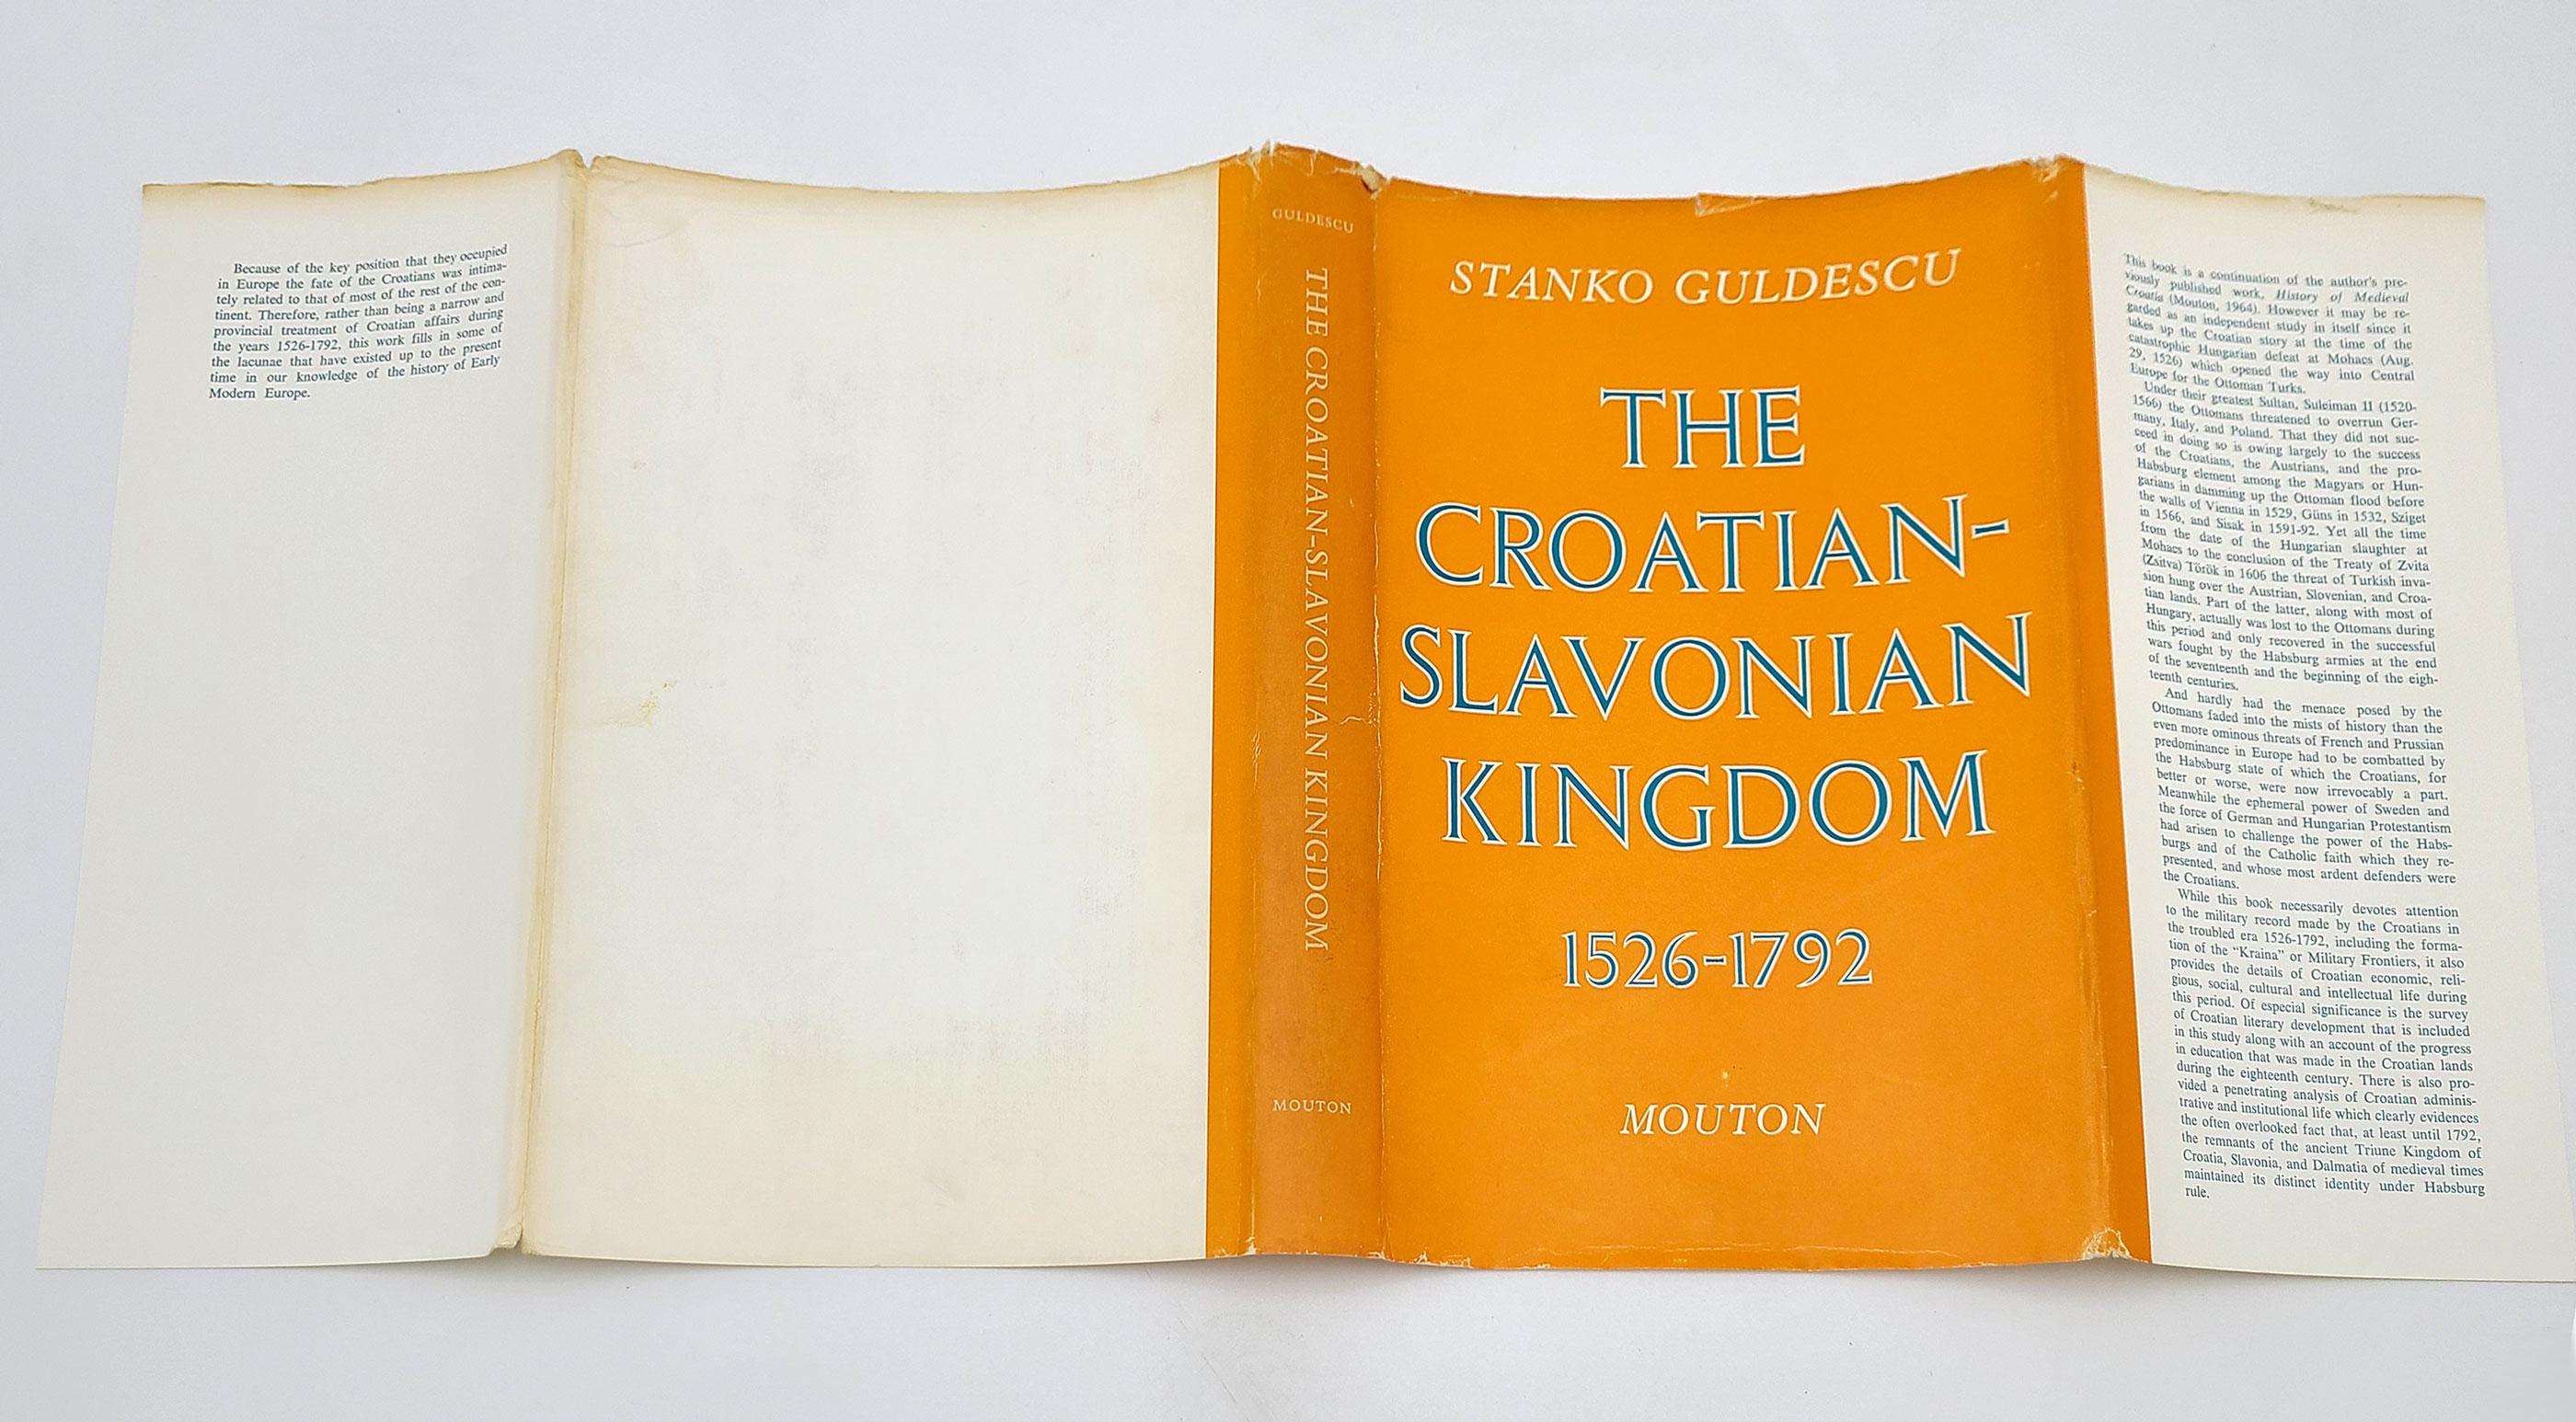 Because of the key position that they occupied
in Europe the fate of the Croatians was intima-
tely related to that of most of the rest of the con-
tinent. Therefore, rather than being a narrow and
provincial treatment of Croatian affairs during
the years 1526-1792, this work fills in some of
the lacunae that have existed up to the present
time in our knowledge of the history of Early
Modern Europe.
GULDESCU
THE CROATIAN-SLAVONIAN KINGDOM
MOUTON
STANKO GULDESCU
THE
CROATIAN-
SLAVONIAN
KINGDOM
1526-1792
MOUTON
This book is a continuation of the author's pre-
viously published work, History of Medieval
Croatia (Mouton, 1964). However it may be re-
garded as an independent study in itself since it
takes up the Croatian story at the time of the
catastrophic Hungarian defeat at Mohacs (Aug.
29, 1526) which opened the way into Central
Europe for the Ottoman Turks.
Under their greatest Sultan, Suleiman II (1520-
1566) the Ottomans threatened to overrun Ger-
many, Italy, and Poland. That they did not suc-
ceed in doing so is owing largely to the success
of the Croatians, the Austrians, and the pro-
Habsburg element among the Magyars or Hun-
garians in damming up the Ottoman flood before
the walls of Vienna in 1529, Güns in 1532, Sziget
in 1566, and Sisak in 1591-92. Yet all the time
from the date of the Hungarian slaughter at
Mohacs to the conclusion of the Treaty of Zvita
(Zsitva) Török in 1606 the threat of Turkish inva-
sion hung over the Austrian, Slovenian, and Croa-
tian lands. Part of the latter, along with most of
Hungary, actually was lost to the Ottomans during
this period and only recovered in the successful
wars fought by the Habsburg armies at the end
of the seventeenth and the beginning of the eigh-
teenth centuries.
And hardly had the menace posed by the
Ottomans faded into the mists of history than the
even more ominous threats of French and Prussian
predominance in Europe had to be combatted by
the Habsburg state of which the Croatians, for
better or worse, were now irrevocably a part.
Meanwhile the ephemeral power of Sweden and
the force of German and Hungarian Protestantism
had arisen to challenge the power of the Habs-
burgs and of the Catholic faith which they re-
presented, and whose most ardent defenders were
the Croatians.
While this book necessarily devotes attention
to the military record made by the Croatians in
the troubled era 1526-1792, including the forma-
tion of the “Kraina” or Military Frontiers, it also
provides the details of Croatian economic, reli-
gious, social, cultural and intellectual life during
this period. Of especial significance is the survey
of Croatian literary development that is included
in this study along with an account of the progress
in education that was made in the Croatian lands
during the eighteenth century. There is also pro-
vided a penetrating analysis of Croatian adminis-
trative and institutional life which clearly evidences
the often overlooked fact that, at least until 1792,
the remnants of the ancient Triune Kingdom of
Croatia, Slavonia, and Dalmatia of medieval times
maintained its distinct identity under Habsburg
rule.